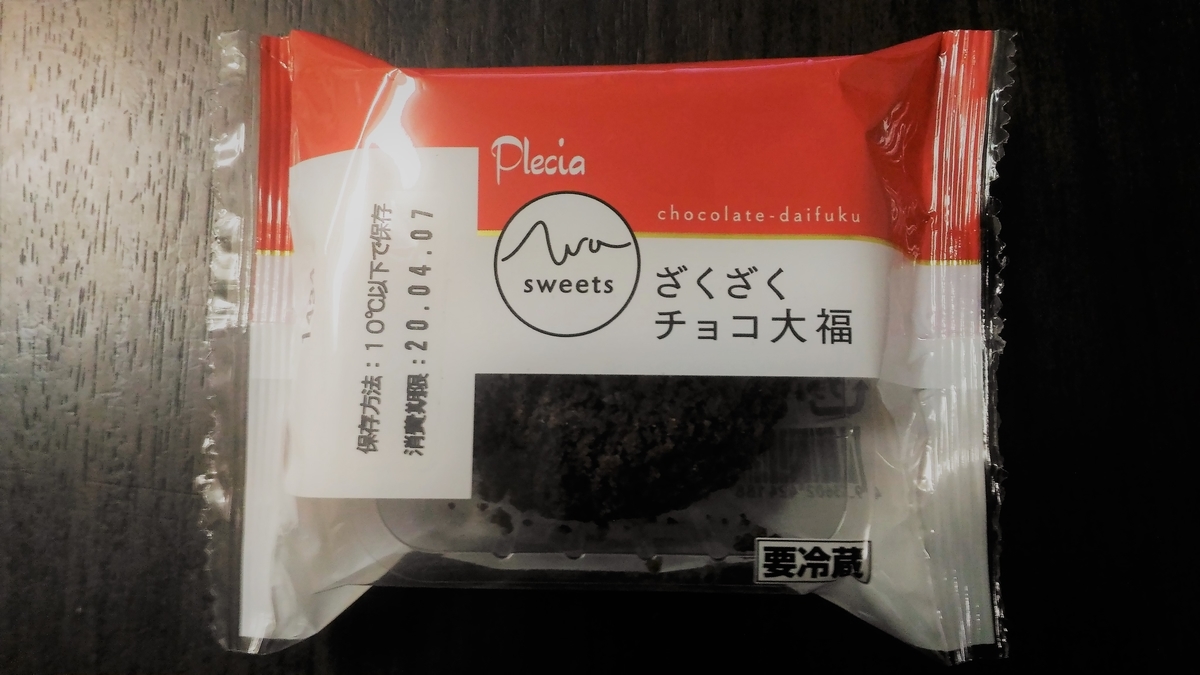 Plecia
chocolate-daifuku
Wa
sweets
ざくざく
チョコ大福
保存方法：10℃以下で保存
消費期限：20.04.07
要冷蔵